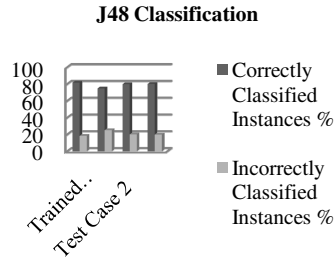 J48 Classification
100
80
60
40
20
0
Trained..
Test Case 2
Correctly
Classified
Instances %
Incorrectly
Classified
Instances %